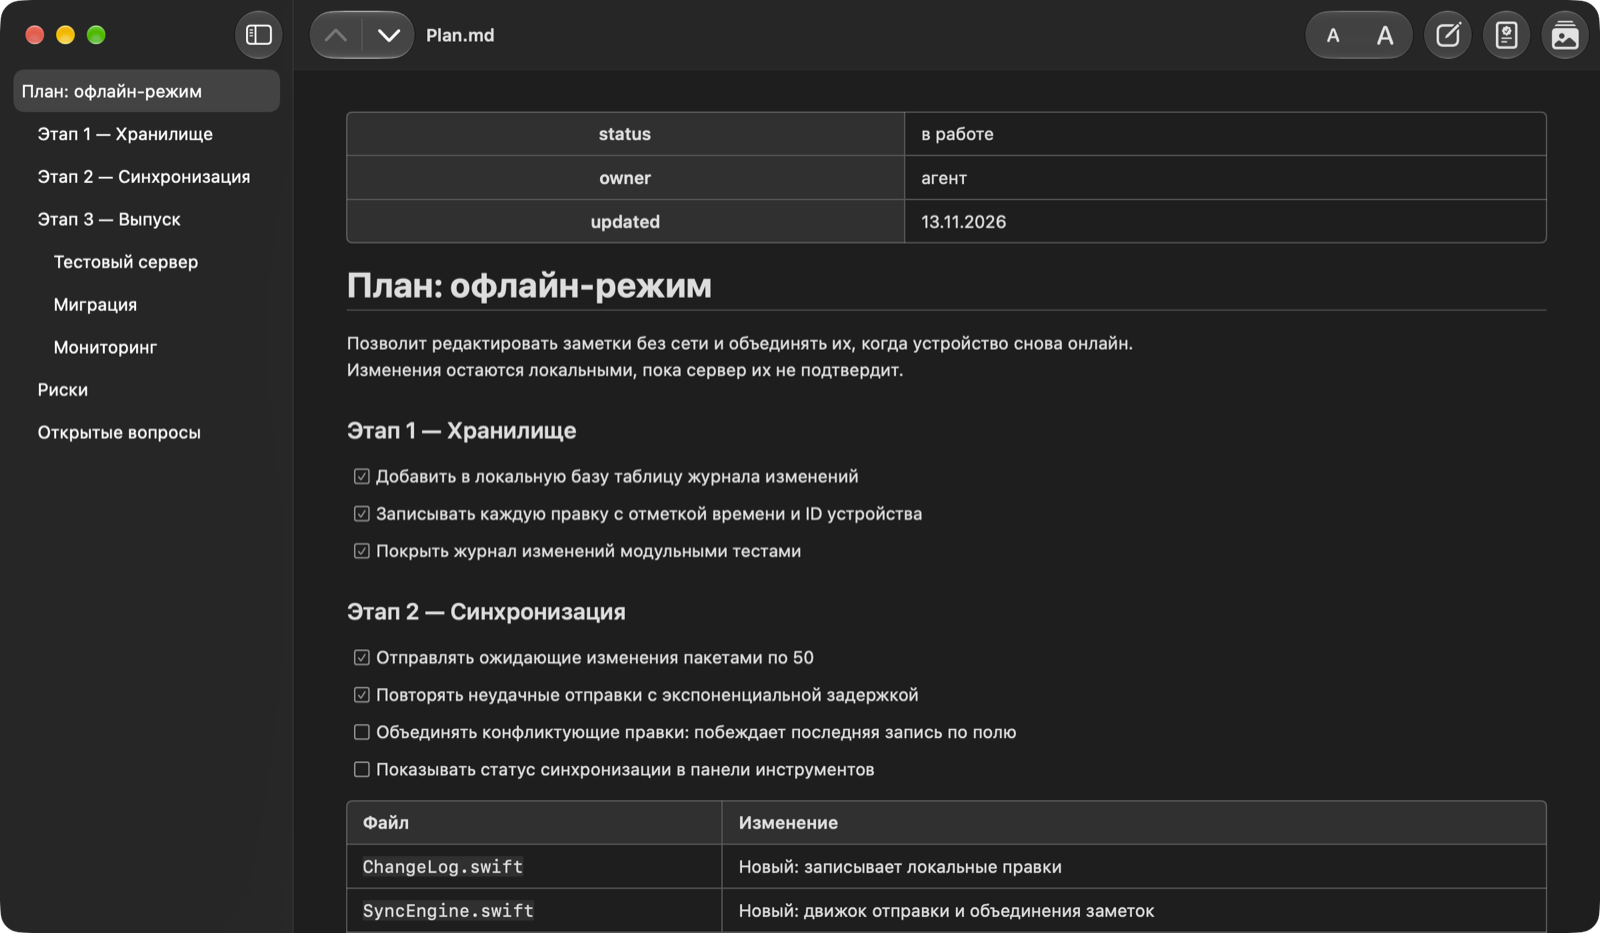 Plan.md
A A
План: офлайн-режим
Этап 1 — Хранилище
Этап 2 — Синхронизация
Этап 3 — Выпуск
Тестовый сервер
Миграция
Мониторинг
Риски
Открытые вопросы
status в работе
owner агент
updated 13.11.2026
План: офлайн-режим
Позволит редактировать заметки без сети и объединять их, когда устройство снова онлайн.
Изменения остаются локальными, пока сервер их не подтвердит.
Этап 1 — Хранилище
Добавить в локальную базу таблицу журнала изменений
Записывать каждую правку с отметкой времени и ID устройства
Покрыть журнал изменений модульными тестами
Этап 2 — Синхронизация
Отправлять ожидающие изменения пакетами по 50
Повторять неудачные отправки с экспоненциальной задержкой
Объединять конфликтующие правки: побеждает последняя запись по полю
Показывать статус синхронизации в панели инструментов
Файл Изменение
ChangeLog.swift Новый: записывает локальные правки
SyncEngine.swift Новый: движок отправки и объединения заметок